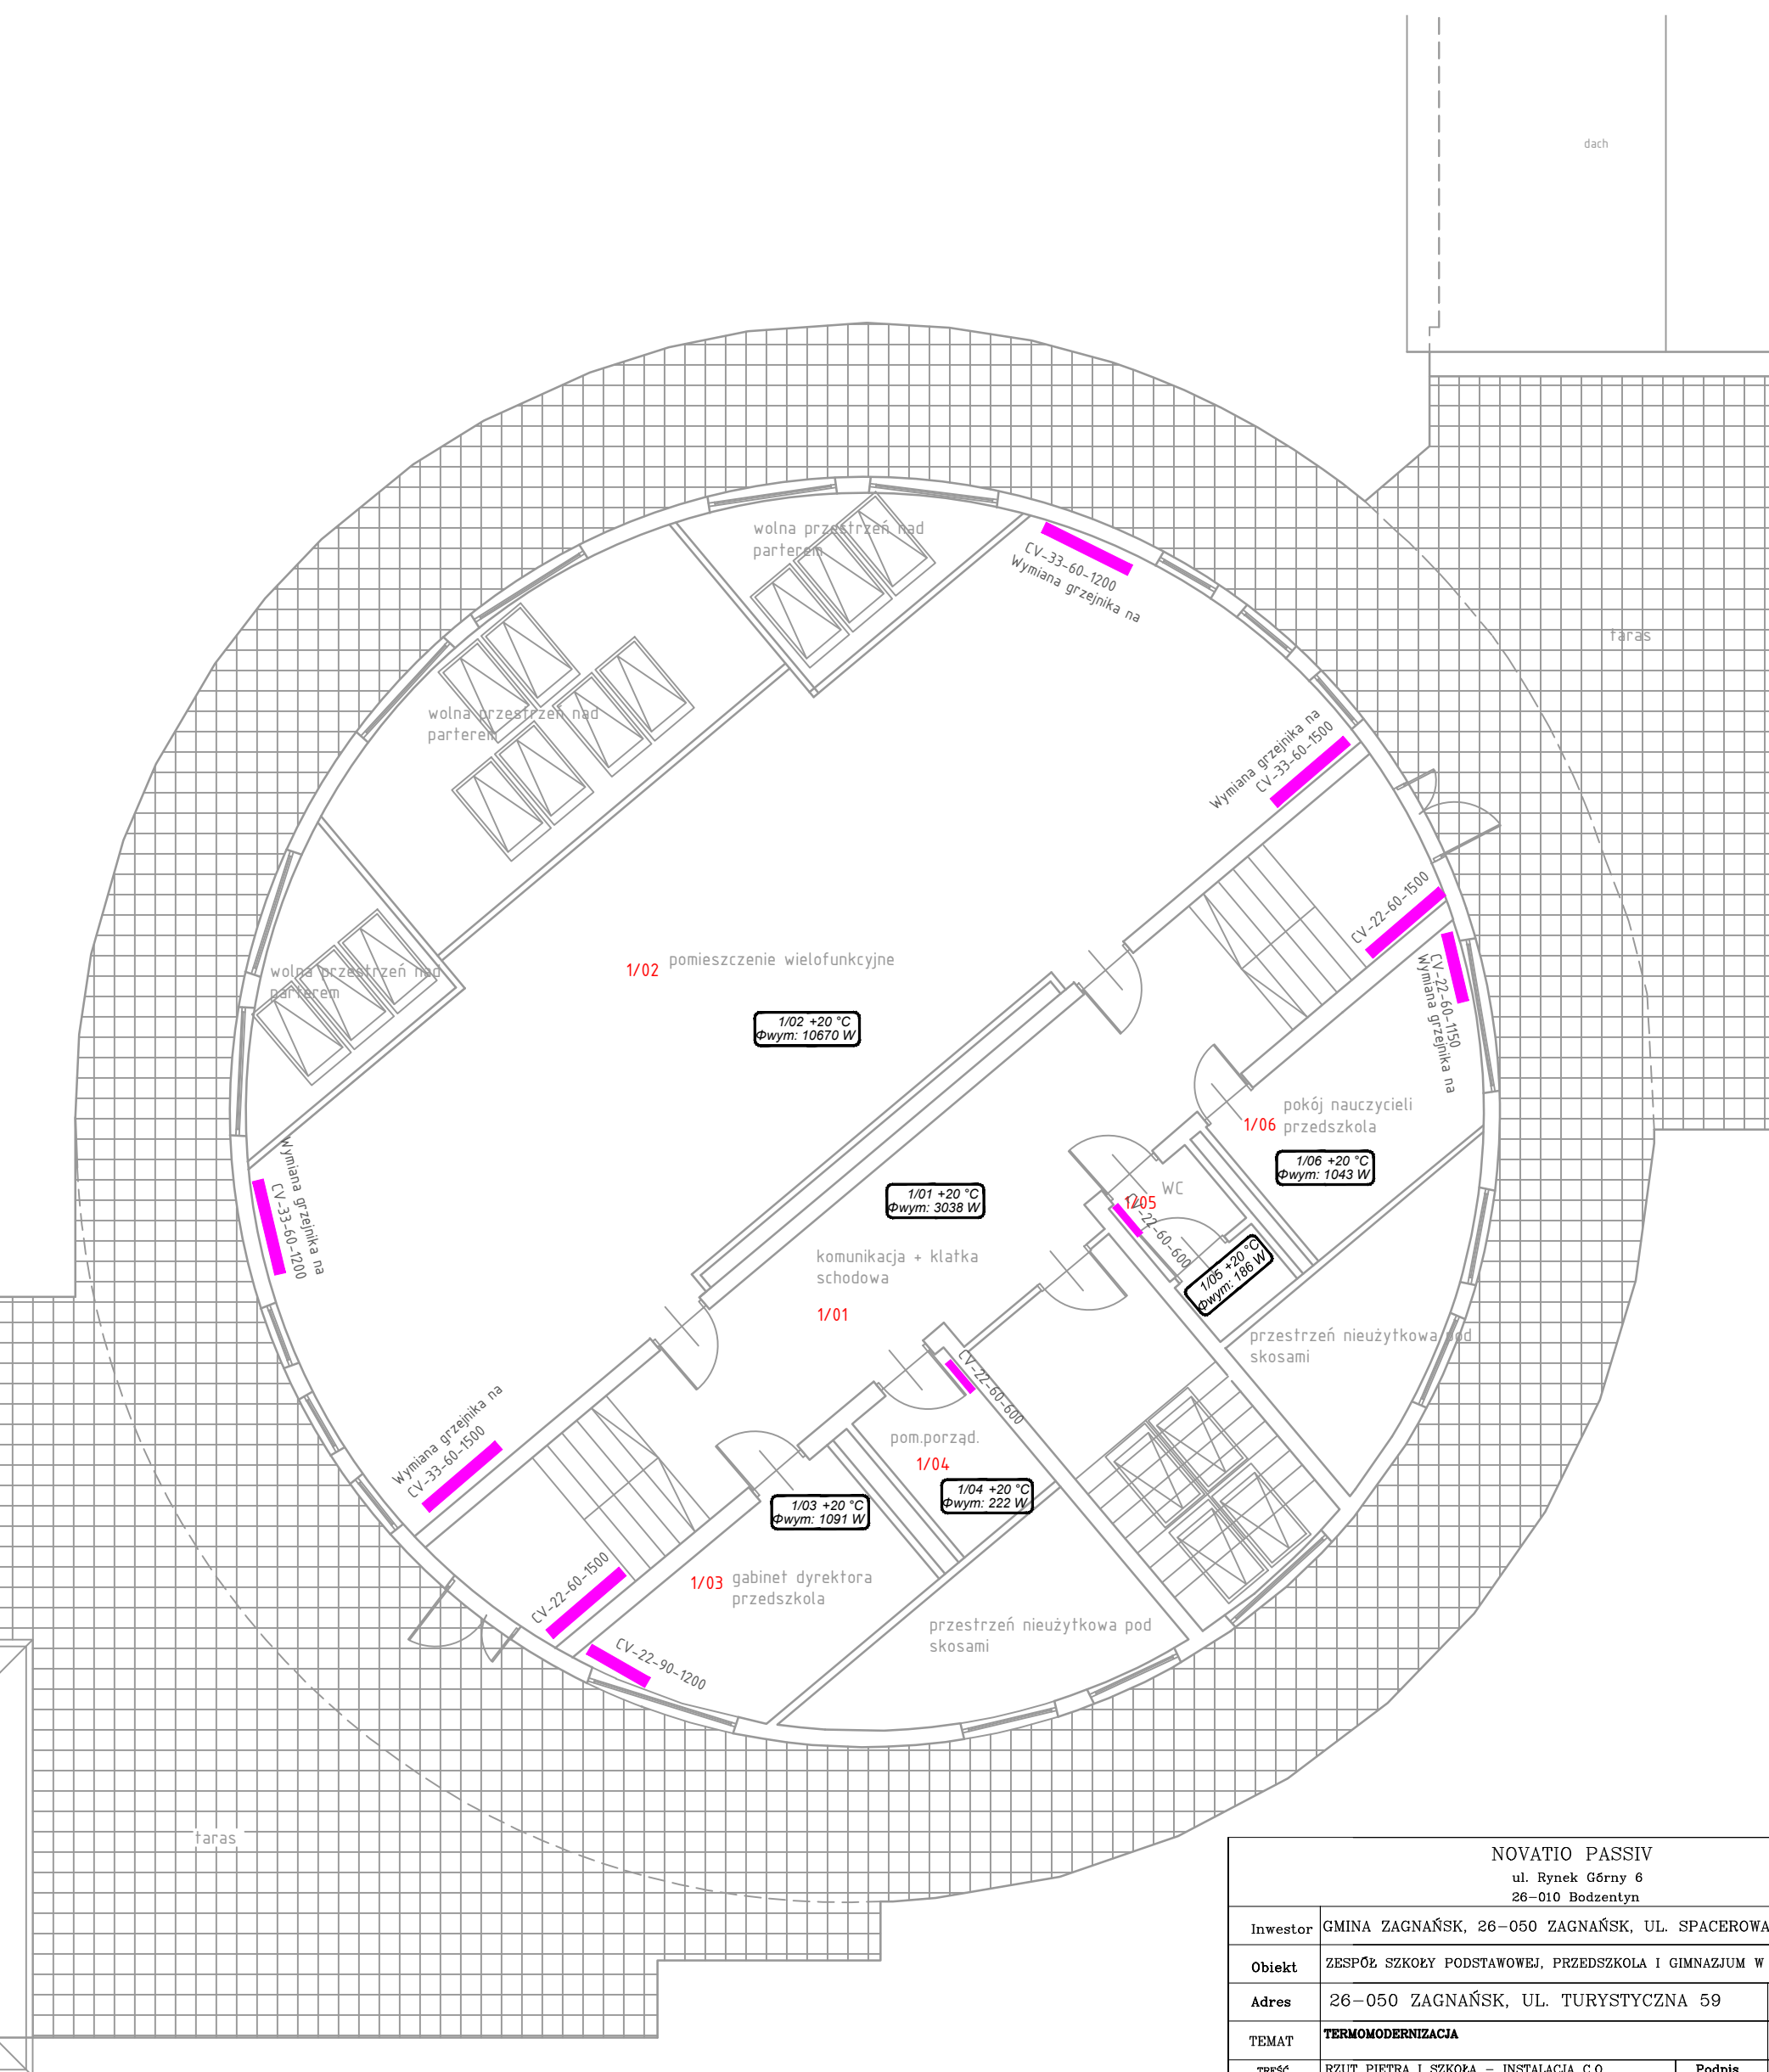 dach
taras
wolna przestrzeń nad
parterem
CV-33-60-1200
Wymiana grzejnika na
wolna przestrzeń nad
parterem
Wymiana grzejnika na
CV-33-60-1500
CV-22-60-1500
wolna przestrzeń nad
parterem
1/02 pomieszczenie wielofunkcyjne
CV-22-60-1150
Wymiana grzejnika na
1/02 +20 °C
Φwym: 10670 W
pokój nauczycieli
przedszkola
1/06
1/06 +20 °C
Φwym: 1043 W
Wymiana grzejnika na
CV-33-60-1200
1/01 +20 °C
Φwym: 3038 W
WC
1/05
CV-22-60-600
1/05 +20 °C
Φwym: 186 W
komunikacja + klatka
schodowa
1/01
przestrzeń nieużytkowa pod
skosami
CV-22-60-600
Wymiana grzejnika na
CV-33-60-1500
pom.porząd.
1/04
1/04 +20 °C
Φwym: 222 W
1/03 +20 °C
Φwym: 1091 W
CV-22-60-1500
1/03 gabinet dyrektora
przedszkola
CV-22-90-1200
przestrzeń nieużytkowa pod
skosami
taras
NOVATIO PASSIV
ul. Rynek Górny 6
26-010 Bodzentyn
Inwestor GMINA ZAGNAŃSK, 26-050 ZAGNAŃSK, UL. SPACEROWA
Obiekt ZESPÓŁ SZKOŁY PODSTAWOWEJ, PRZEDSZKOLA I GIMNAZJUM W
Adres 26-050 ZAGNAŃSK, UL. TURYSTYCZNA 59
TEMAT TERMOMODERNIZACJA
TREŚĆ RZUT PIĘTRA I SZKOŁA - INSTALACJA C.O. Podpis